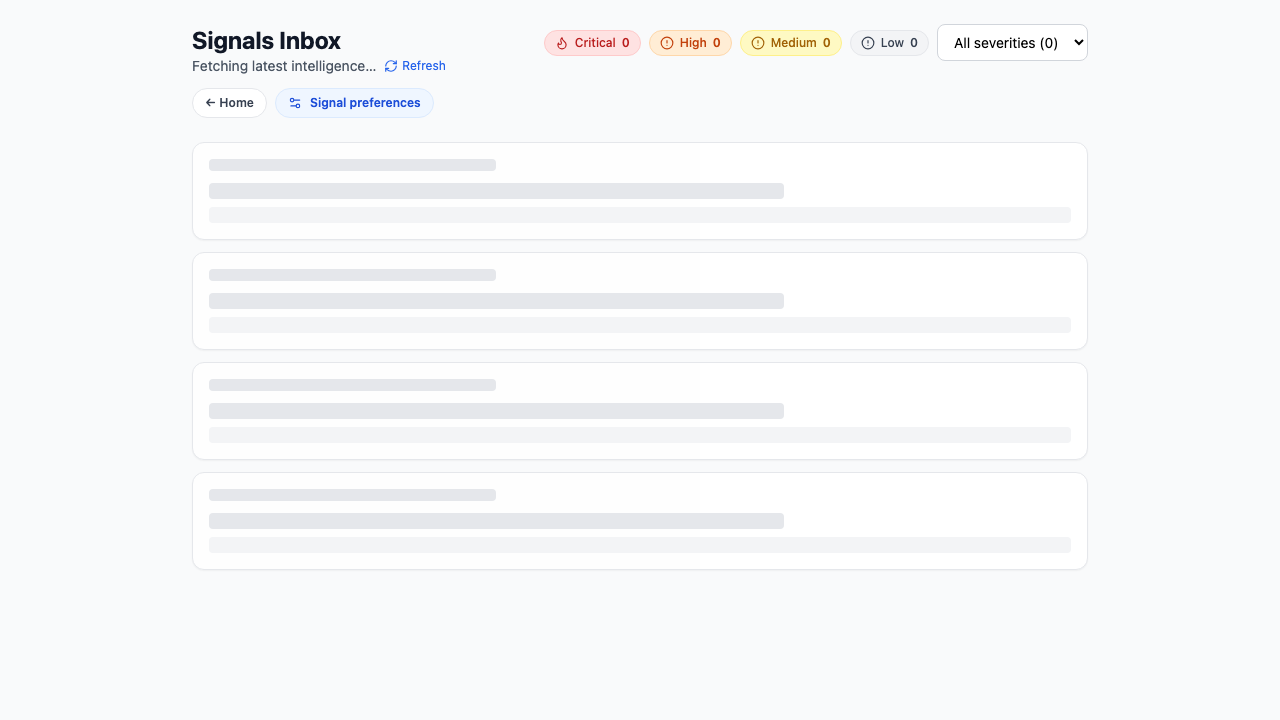 Signals Inbox
Fetching latest intelligence... Refresh
Critical 0 High 0 Medium 0 Low 0 All severities (0)
← Home Signal preferences